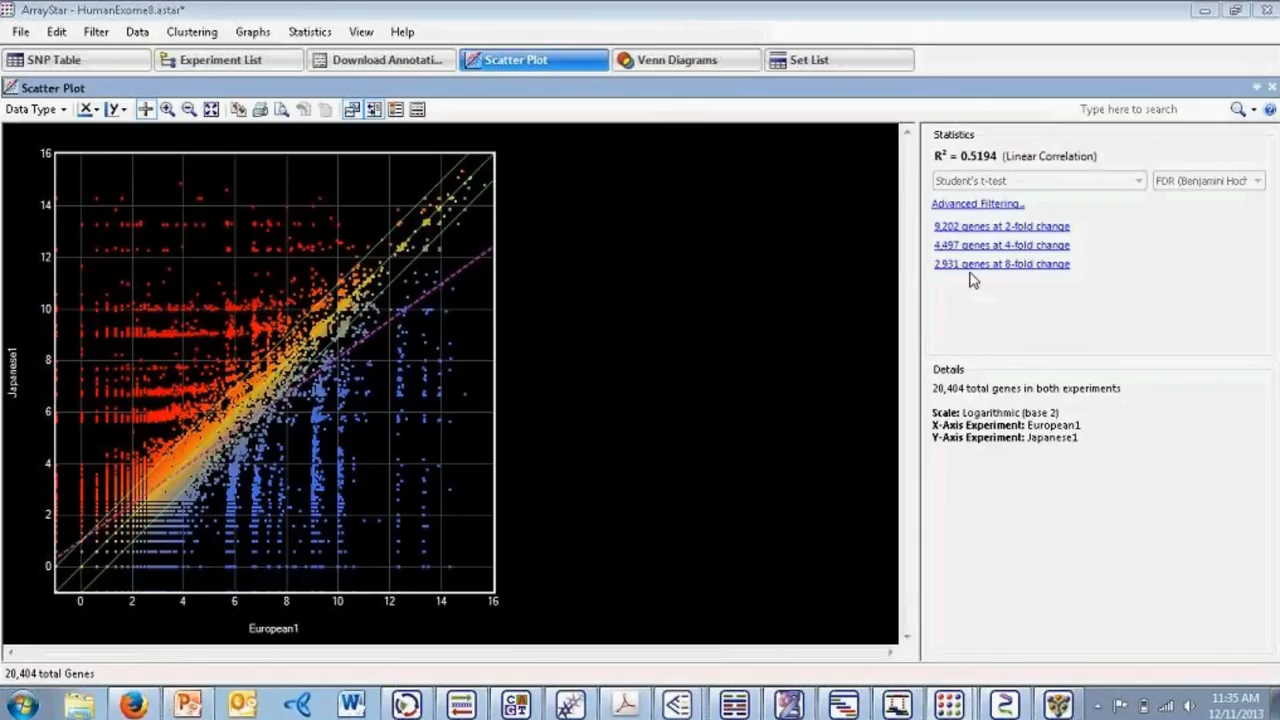 ArrayStar - HumanExome8.astar*
File Edit Filter Data Clustering Graphs Statistics View Help
SNP Table Experiment List Download Annotati... Scatter Plot Venn Diagrams Set List
Scatter Plot
Data Type X Y Type here to search
Statistics
R² = 0.5194 (Linear Correlation)
Student's t-test FDR (Benjamini Hoch
Advanced Filtering...
9,202 genes at 2-fold change
4,497 genes at 4-fold change
2,931 genes at 8-fold change
Details
20,404 total genes in both experiments
Scale: Logarithmic (base 2)
X-Axis Experiment: European1
Y-Axis Experiment: Japanese1
16
14
12
10
8
6
4
2
0
Japanese1
0 2 4 6 8 10 12 14 16
European1
20,404 total Genes
11:35 AM
12/11/2013